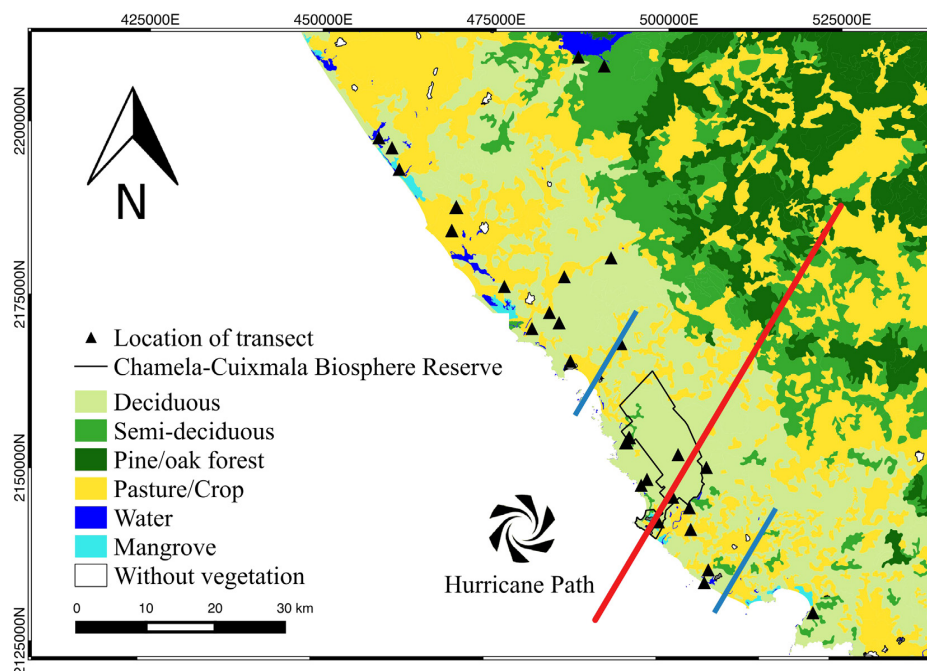 425000E 450000E 475000E 500000E 525000E
2200000N
2175000N
2150000N
2125000N
N
Location of transect
Chamela-Cuixmala Biosphere Reserve
Deciduous
Semi-deciduous
Pine/oak forest
Pasture/Crop
Water
Mangrove
Without vegetation
0 10 20 30 km
Hurricane Path